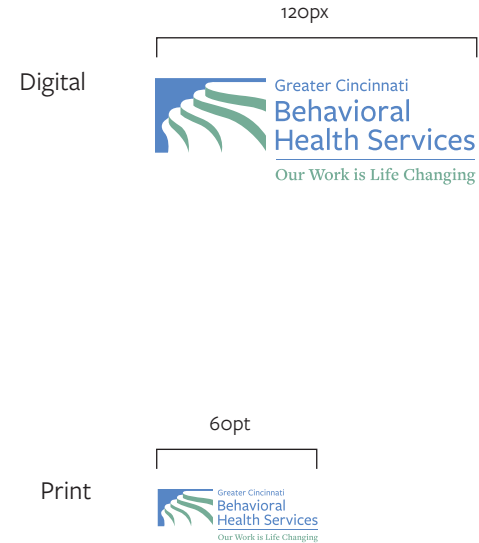 120px
Digital
Greater Cincinnati
Behavioral
Health Services
Our Work is Life Changing
60pt
Print
Greater Cincinnati
Behavioral
Health Services
Our Work is Life Changing